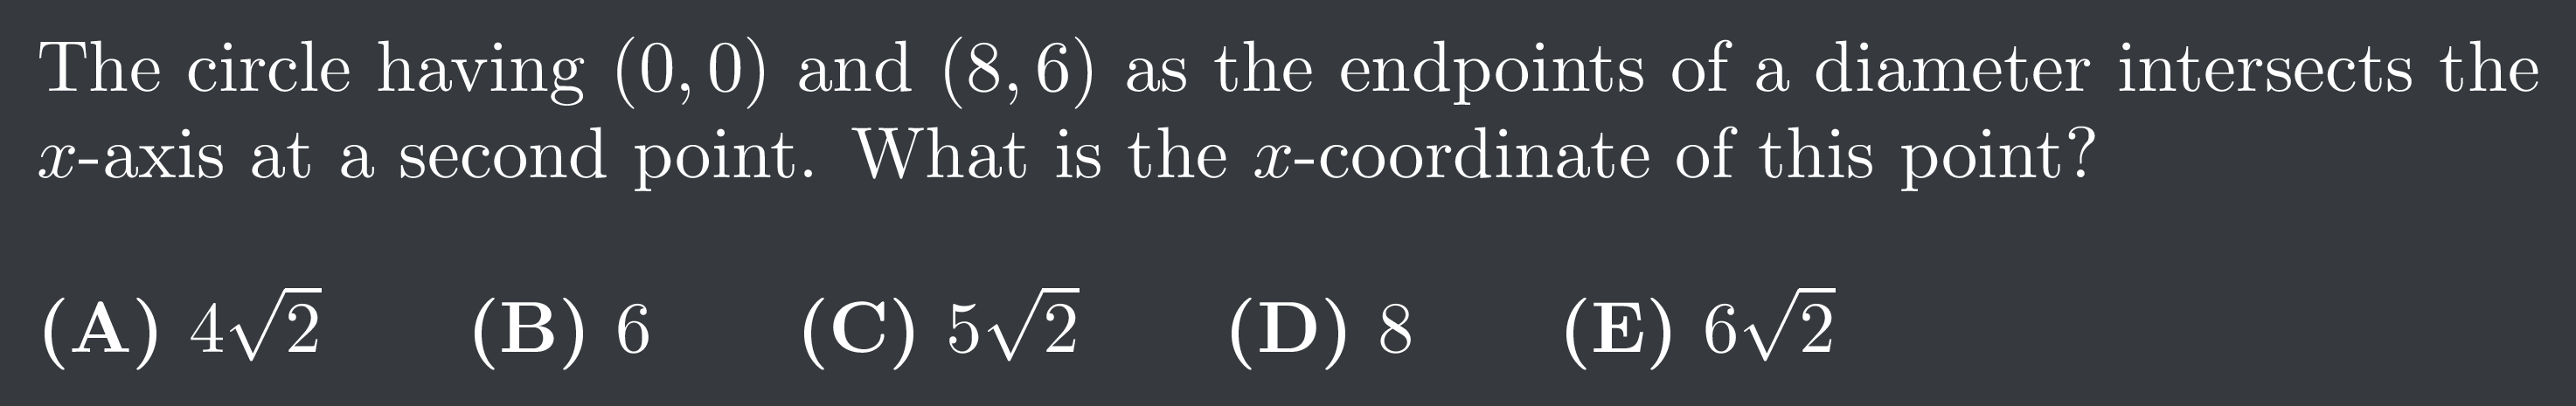 The circle having $(0,0)$ and $(8,6)$ as the endpoints of a diameter intersects the
$x$-axis at a second point. What is the $x$-coordinate of this point?
(A) $4\sqrt{2}$ (B) 6 (C) $5\sqrt{2}$ (D) 8 (E) $6\sqrt{2}$